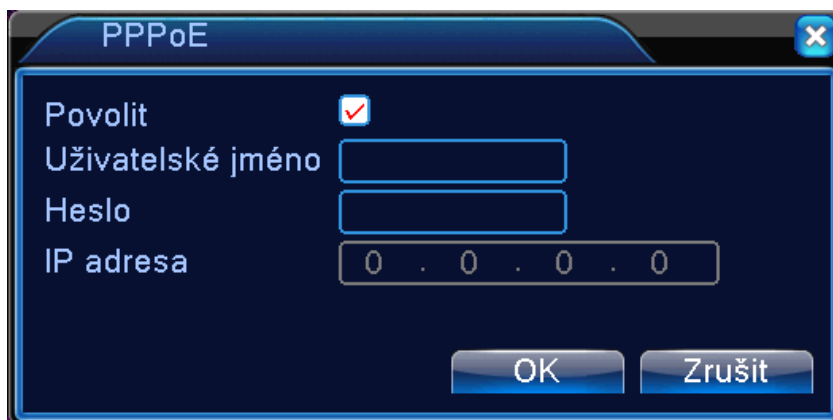 PPPoE
Povolit
Uživatelské jméno
Heslo
IP adresa 0 . 0 . 0 . 0
OK Zrušit